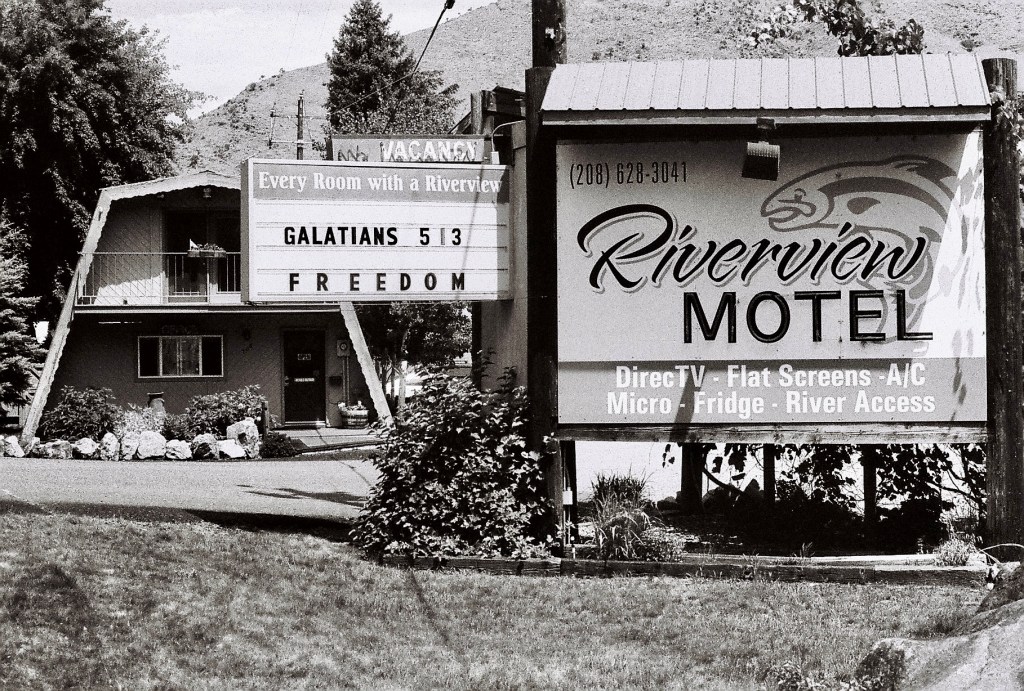 VACANCY
Every Room with a Riverview
GALATIANS 5 13
FREEDOM
(208) 628-3041
Riverview
MOTEL
DirecTV - Flat Screens -A/C
Micro - Fridge - River Access